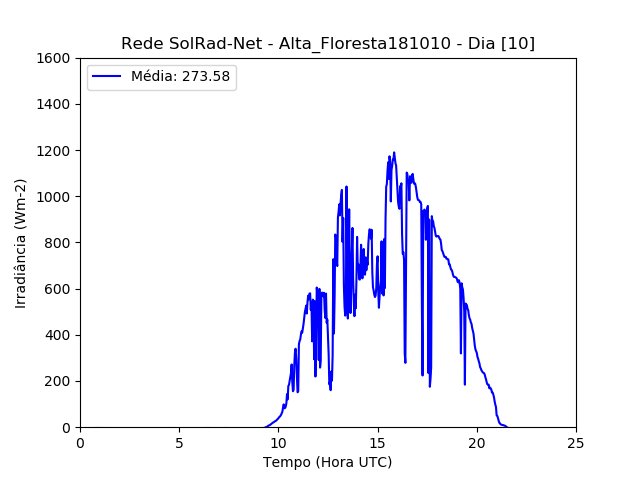 Rede SolRad-Net - Alta_Floresta181010 - Dia [10]
Média: 273.58
1600
1400
1200
1000
800
600
400
200
0
Irradiância (Wm-2)
0 5 10 15 20 25
Tempo (Hora UTC)